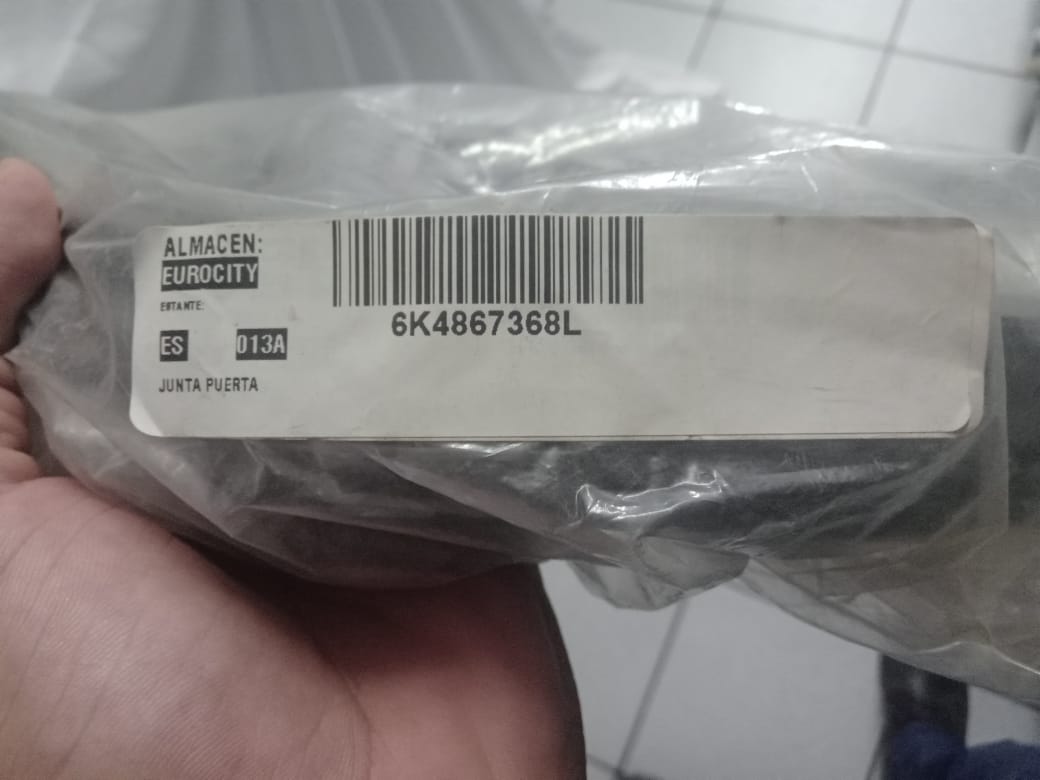 ALMACEN:
EUROCITY
ESTANTE:
ES 013A
JUNTA PUERTA
6K4867368L